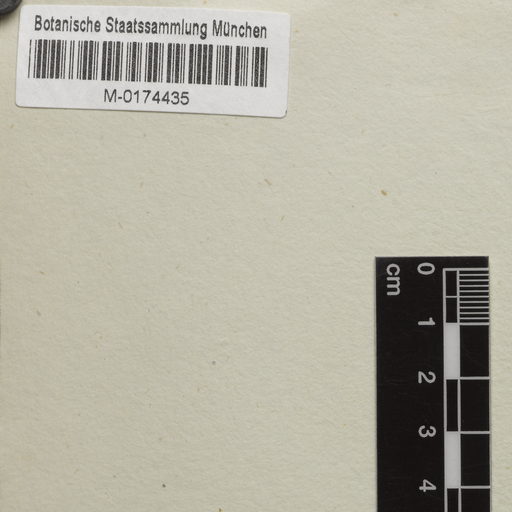 Botanische Staatssammlung München
M-0174435
cm
0
1
2
3
4